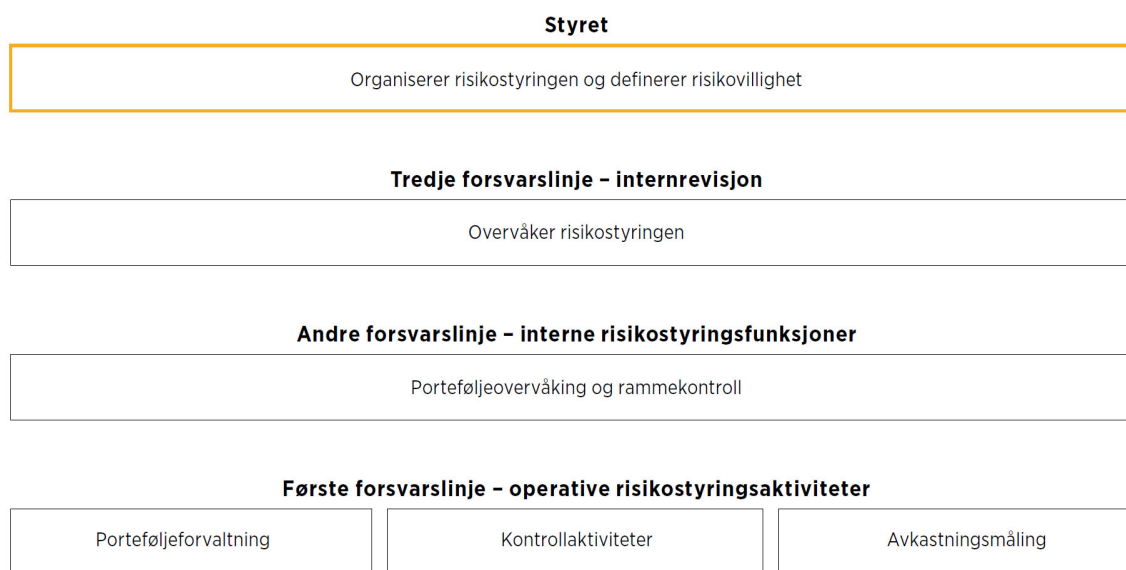 Styret
Organiserer risikostyringen og definerer risikovillighet
Tredje forsvarslinje – internrevisjon
Overvåker risikostyringen
Andre forsvarslinje – interne risikostyringsfunksjoner
Porteføljeovervåking og rammekontroll
Første forsvarslinje – operative risikostyringsaktiviteter
Porteføljeforvaltning
Kontrollaktiviteter
Avkastningsmåling